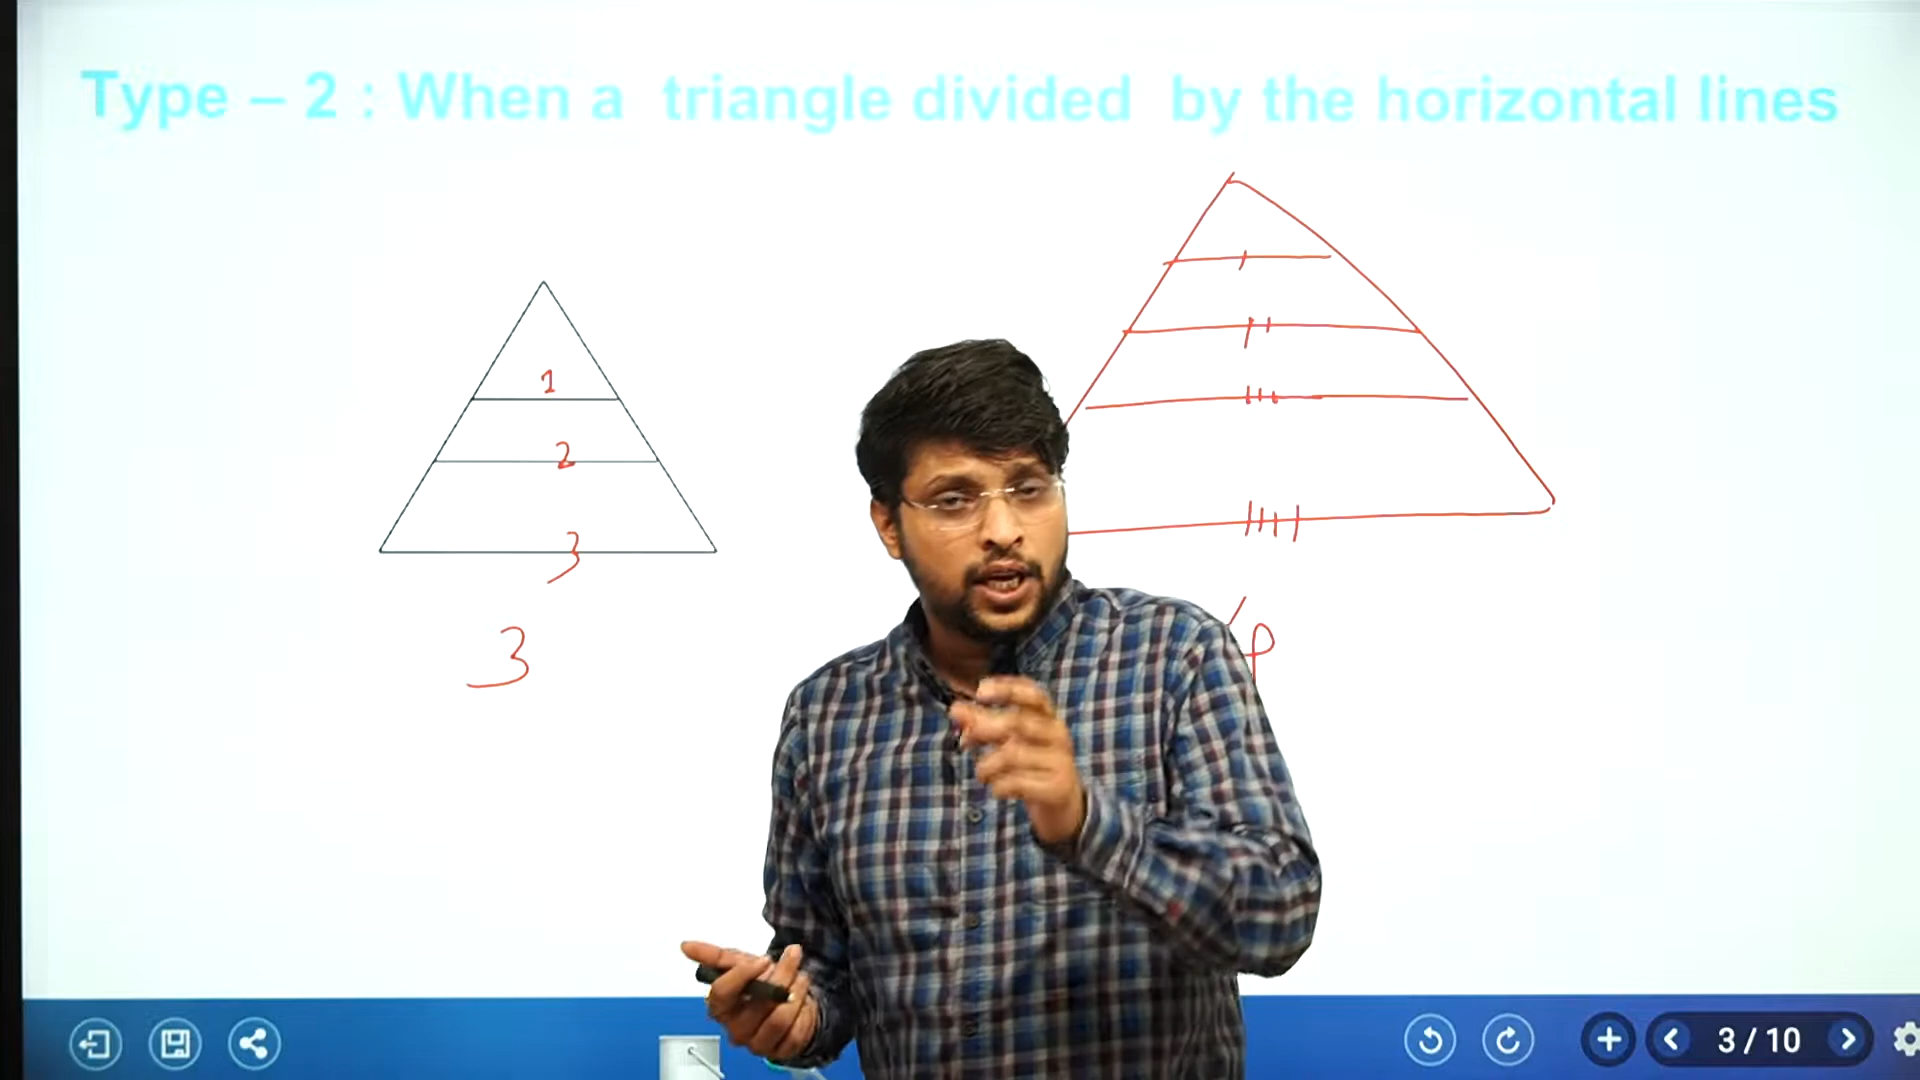 Type – 2 : When a triangle divided by the horizontal lines
1
2
3
3
3 / 10